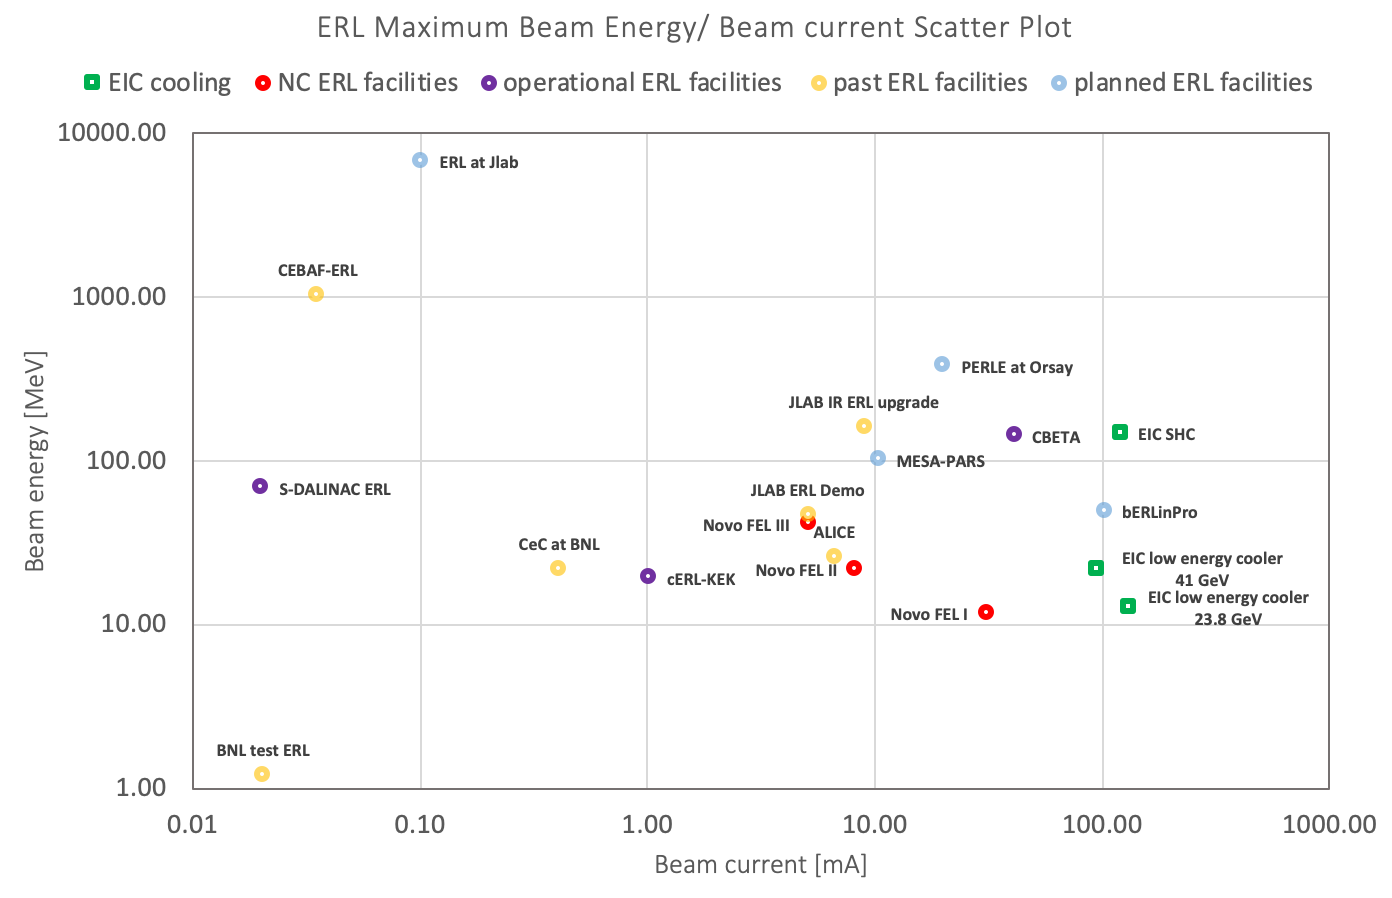 ERL Maximum Beam Energy/ Beam current Scatter Plot
EIC cooling
NC ERL facilities
operational ERL facilities
past ERL facilities
planned ERL facilities
10000.00
ERL at Jlab
CEBAF-ERL
1000.00
PERLE at Orsay
JLAB IR ERL upgrade
CBETA
EIC SHC
100.00
MESA-PARS
S-DALINAC ERL
JLAB ERL Demo
bERLinPro
Novo FEL III
ALICE
CeC at BNL
EIC low energy cooler
41 GeV
Novo FEL II
cERL-KEK
EIC low energy cooler
23.8 GeV
Novo FEL I
10.00
BNL test ERL
1.00
Beam energy [MeV]
0.01
0.10
1.00
10.00
100.00
1000.00
Beam current [mA]